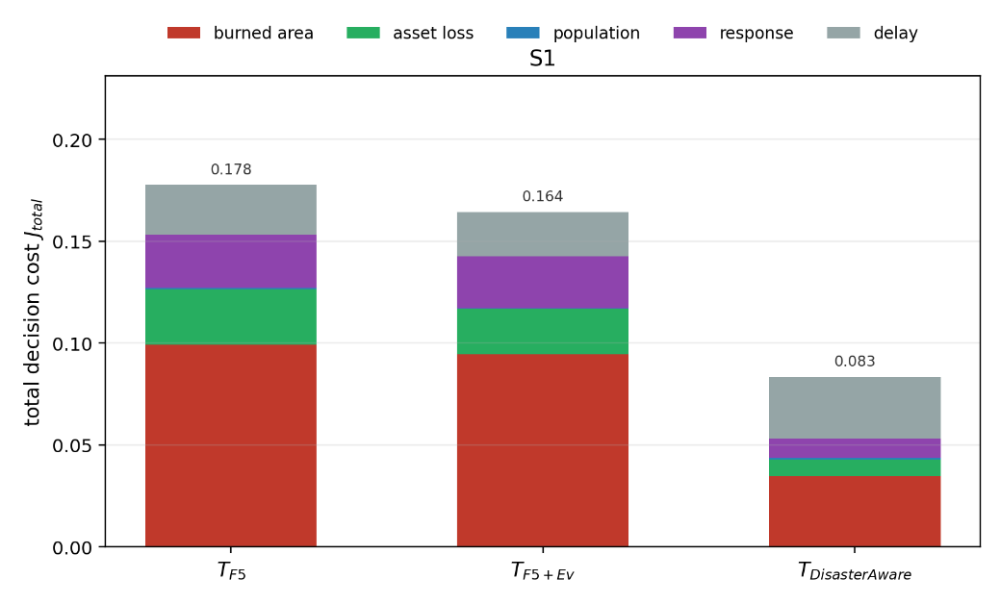 burned area asset loss population response delay
S1
total decision cost J_total
0.20
0.15
0.10
0.05
0.00
0.178
0.164
0.083
T_F5 T_F5+Ev T_DisasterAware